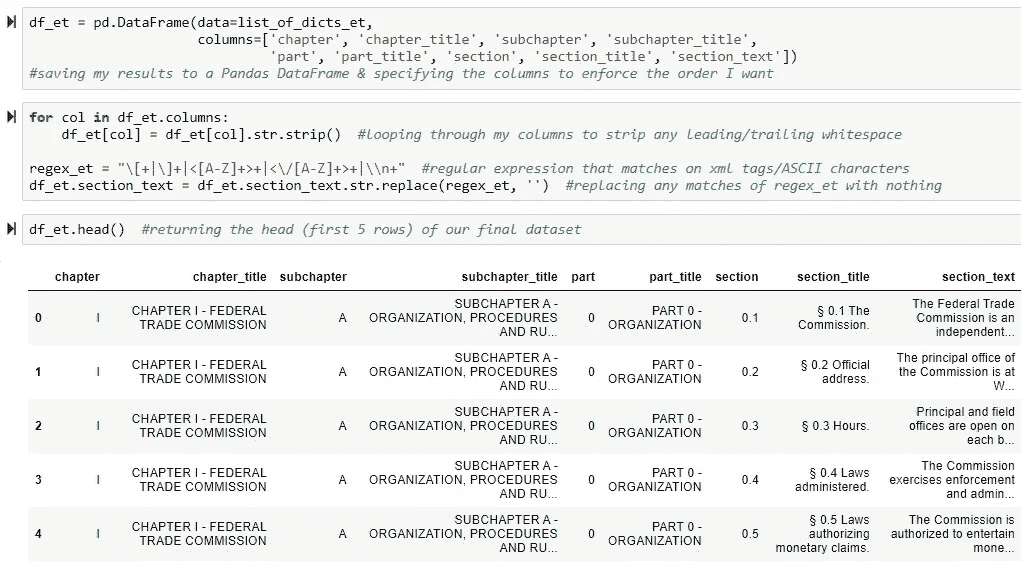 df_et = pd.DataFrame(data=list_of_dicts_et,
columns=['chapter', 'chapter_title', 'subchapter', 'subchapter_title',
'part', 'part_title', 'section', 'section_title', 'section_text'])
#saving my results to a Pandas DataFrame & specifying the columns to enforce the order I want
for col in df_et.columns:
df_et[col] = df_et[col].str.strip() #looping through my columns to strip any leading/trailing whitespace
regex_et = "\[+|\]+|<[A-Z]+>+|<\/[A-Z]+>+|\\n+" #regular expression that matches on xml tags/ASCII characters
df_et.section_text = df_et.section_text.str.replace(regex_et, '') #replacing any matches of regex_et with nothing
df_et.head() #returning the head (first 5 rows) of our final dataset
chapter chapter_title subchapter subchapter_title part part_title section section_title section_text
0 I CHAPTER I - FEDERAL TRADE COMMISSION A SUBCHAPTER A - ORGANIZATION, PROCEDURES AND RU... 0 PART 0 - ORGANIZATION 0.1 § 0.1 The Commission. The Federal Trade Commission is an independent...
1 I CHAPTER I - FEDERAL TRADE COMMISSION A SUBCHAPTER A - ORGANIZATION, PROCEDURES AND RU... 0 PART 0 - ORGANIZATION 0.2 § 0.2 Official address. The principal office of the Commission is at W...
2 I CHAPTER I - FEDERAL TRADE COMMISSION A SUBCHAPTER A - ORGANIZATION, PROCEDURES AND RU... 0 PART 0 - ORGANIZATION 0.3 § 0.3 Hours. Principal and field offices are open on each b...
3 I CHAPTER I - FEDERAL TRADE COMMISSION A SUBCHAPTER A - ORGANIZATION, PROCEDURES AND RU... 0 PART 0 - ORGANIZATION 0.4 § 0.4 Laws administered. The Commission exercises enforcement and admin...
4 I CHAPTER I - FEDERAL TRADE COMMISSION A SUBCHAPTER A - ORGANIZATION, PROCEDURES AND RU... 0 PART 0 - ORGANIZATION 0.5 § 0.5 Laws authorizing monetary claims. The Commission is authorized to entertain mone...